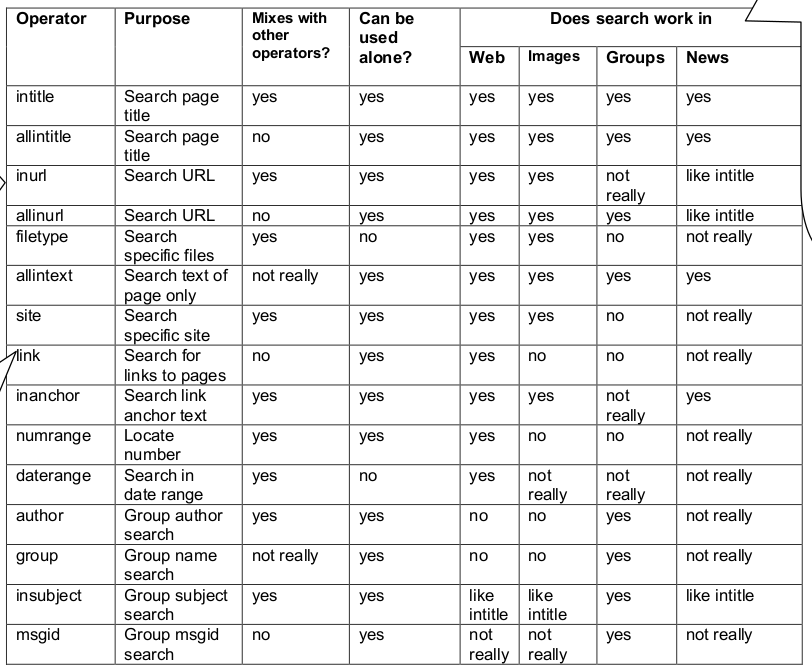 Operator Purpose Mixes with other operators? Can be used alone? Does search work in
Web Images Groups News
intitle Search page title yes yes yes yes yes yes
allintitle Search page title no yes yes yes yes yes
inurl Search URL yes yes yes yes not really like intitle
allinurl Search URL no yes yes yes yes like intitle
filetype Search specific files yes no yes yes no not really
allintext Search text of page only not really yes yes yes yes yes
site Search specific site yes yes yes yes no not really
link Search for links to pages no yes yes no no not really
inanchor Search link anchor text yes yes yes yes not really yes
numrange Locate number yes yes yes no no not really
daterange Search in date range yes no yes not really not really not really
author Group author search yes yes no no yes not really
group Group name search not really yes no no yes not really
insubject Group subject search yes yes like intitle like intitle yes like intitle
msgid Group msgid search no yes not really not really yes not really